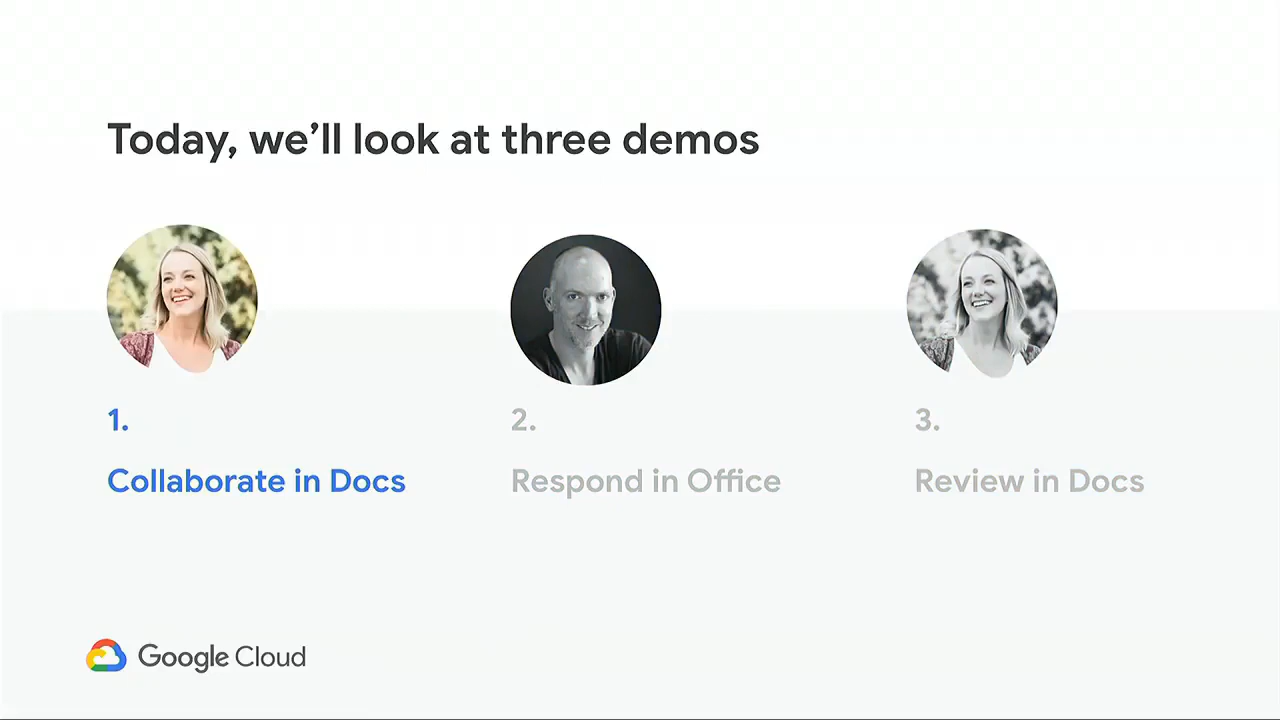 Today, we’ll look at three demos
1.
Collaborate in Docs
2.
Respond in Office
3.
Review in Docs
Google Cloud